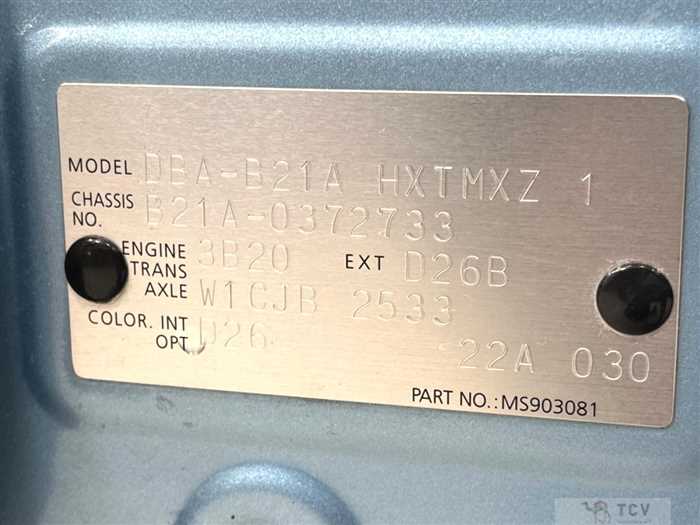 MODEL DBA-B21A HXTMXZ 1
CHASSIS NO. B21A-0372733
ENGINE 3B20 EXT D26B
TRANS AXLE W1CJB 2533
COLOR. INT OPT D26 22A 030
PART NO.:MS903081
TCV